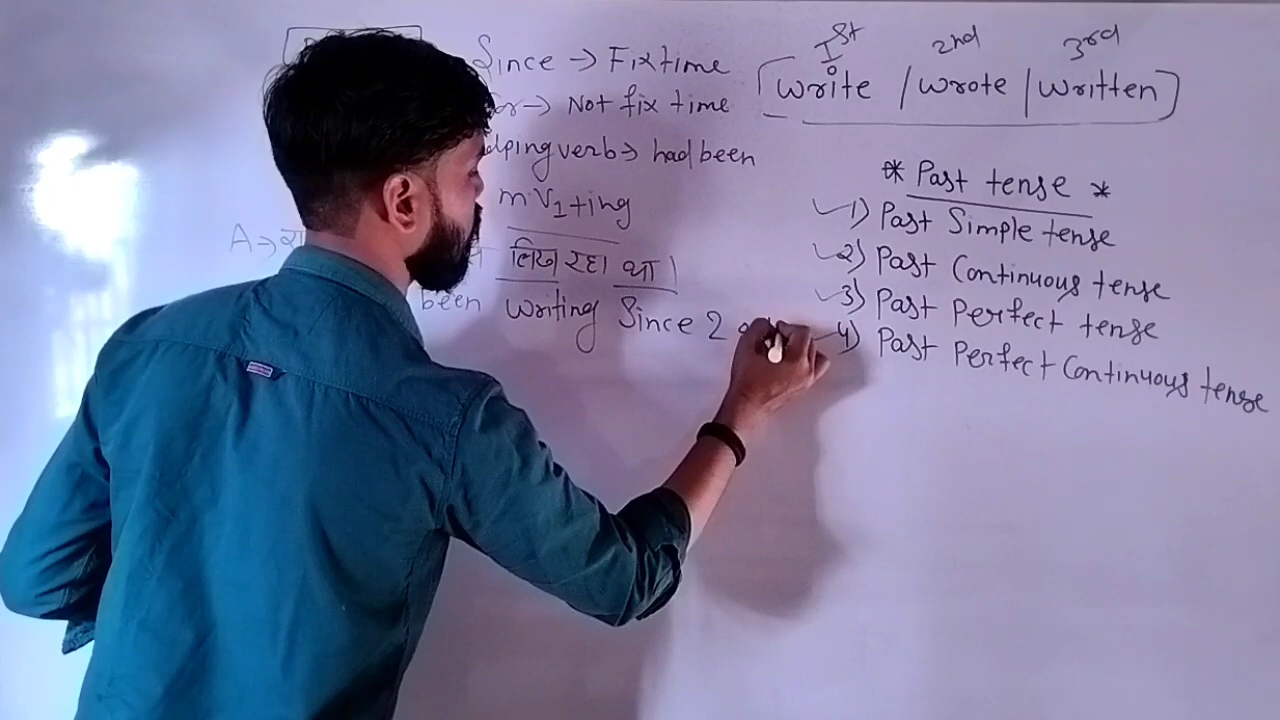 Since → Fix time
→ Not fix time
verb → had been
m V1+ing
A →
लिख रहा था।
been writing Since 2
Ist 2nd 3rd
[write / wrote / written]
* Past tense *
1) Past Simple tense
2) Past Continuous tense
3) Past Perfect tense
4) Past Perfect Continuous tense